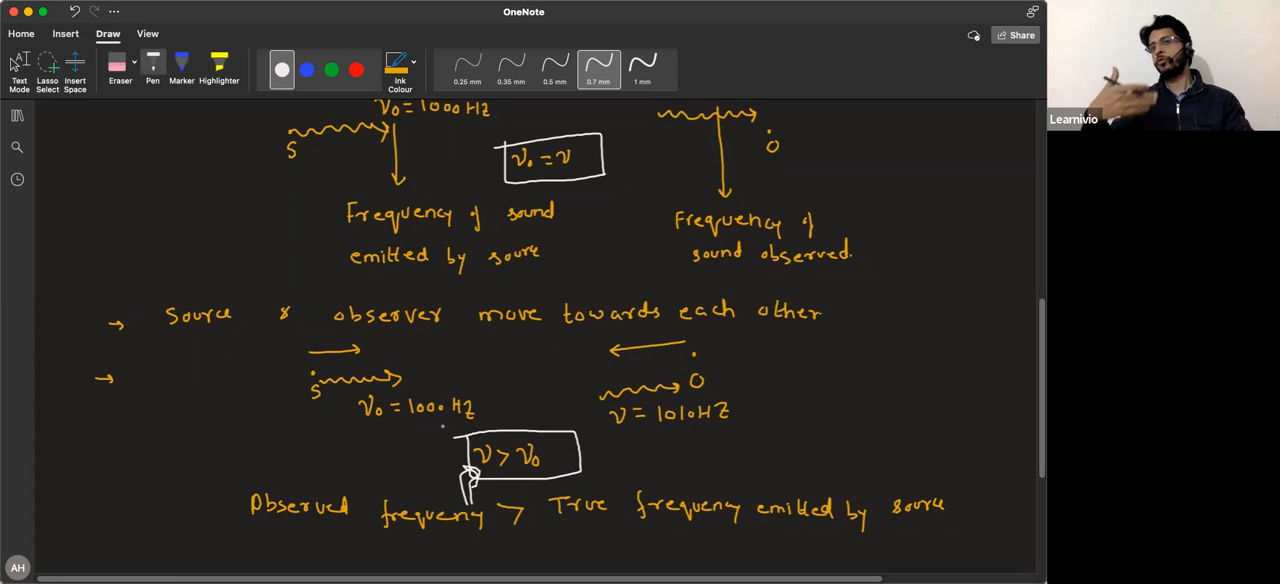 OneNote
Home Insert Draw View
Share
Text Mode
Lasso Select
Insert Space
Eraser
Pen
Marker
Highlighter
Ink Colour
0.25 mm
0.35 mm
0.5 mm
0.7 mm
1 mm
Learnivio
ν₀ = 1000 HZ
S
O
ν₀ = ν
Frequency of sound
emitted by source
Frequency of
sound observed.
→ Source & observer move towards each other.
→
S
O
ν₀ = 1000 HZ
ν = 1010 HZ
ν > ν₀
Observed frequency > True frequency emitted by source
AH